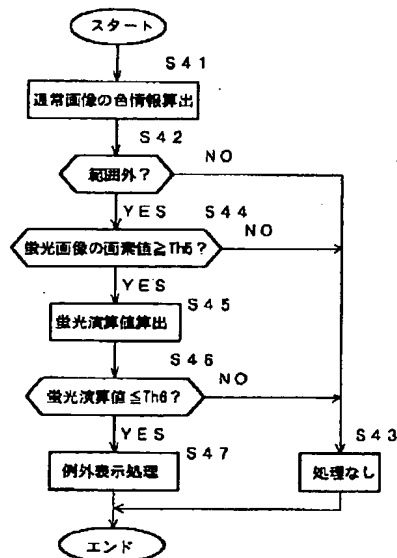 スタート
S41
通常画像の色情報算出
S42
範囲外?
NO
YES
S44
蛍光画像の画素値≧Th5?
NO
YES
S45
蛍光演算値算出
S46
蛍光演算値≦Th6?
NO
YES
S47
S43
例外表示処理
処理なし
エンド